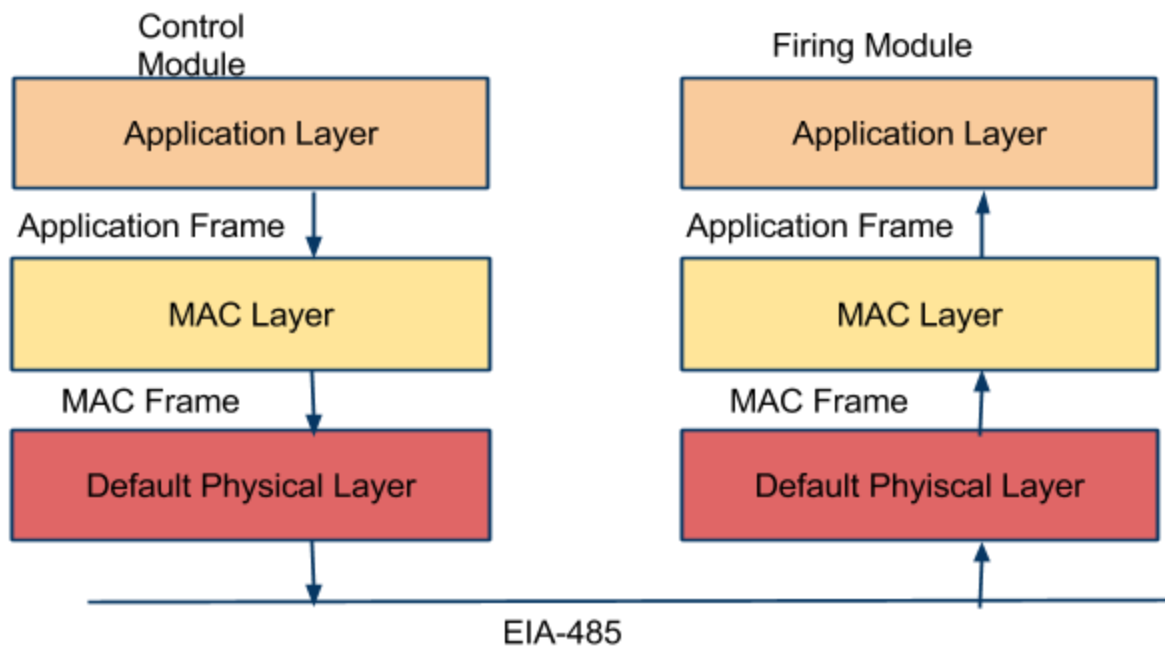 Control
Module
Firing Module
Application Layer
Application Layer
Application Frame
Application Frame
MAC Layer
MAC Layer
MAC Frame
MAC Frame
Default Physical Layer
Default Phyiscal Layer
EIA-485